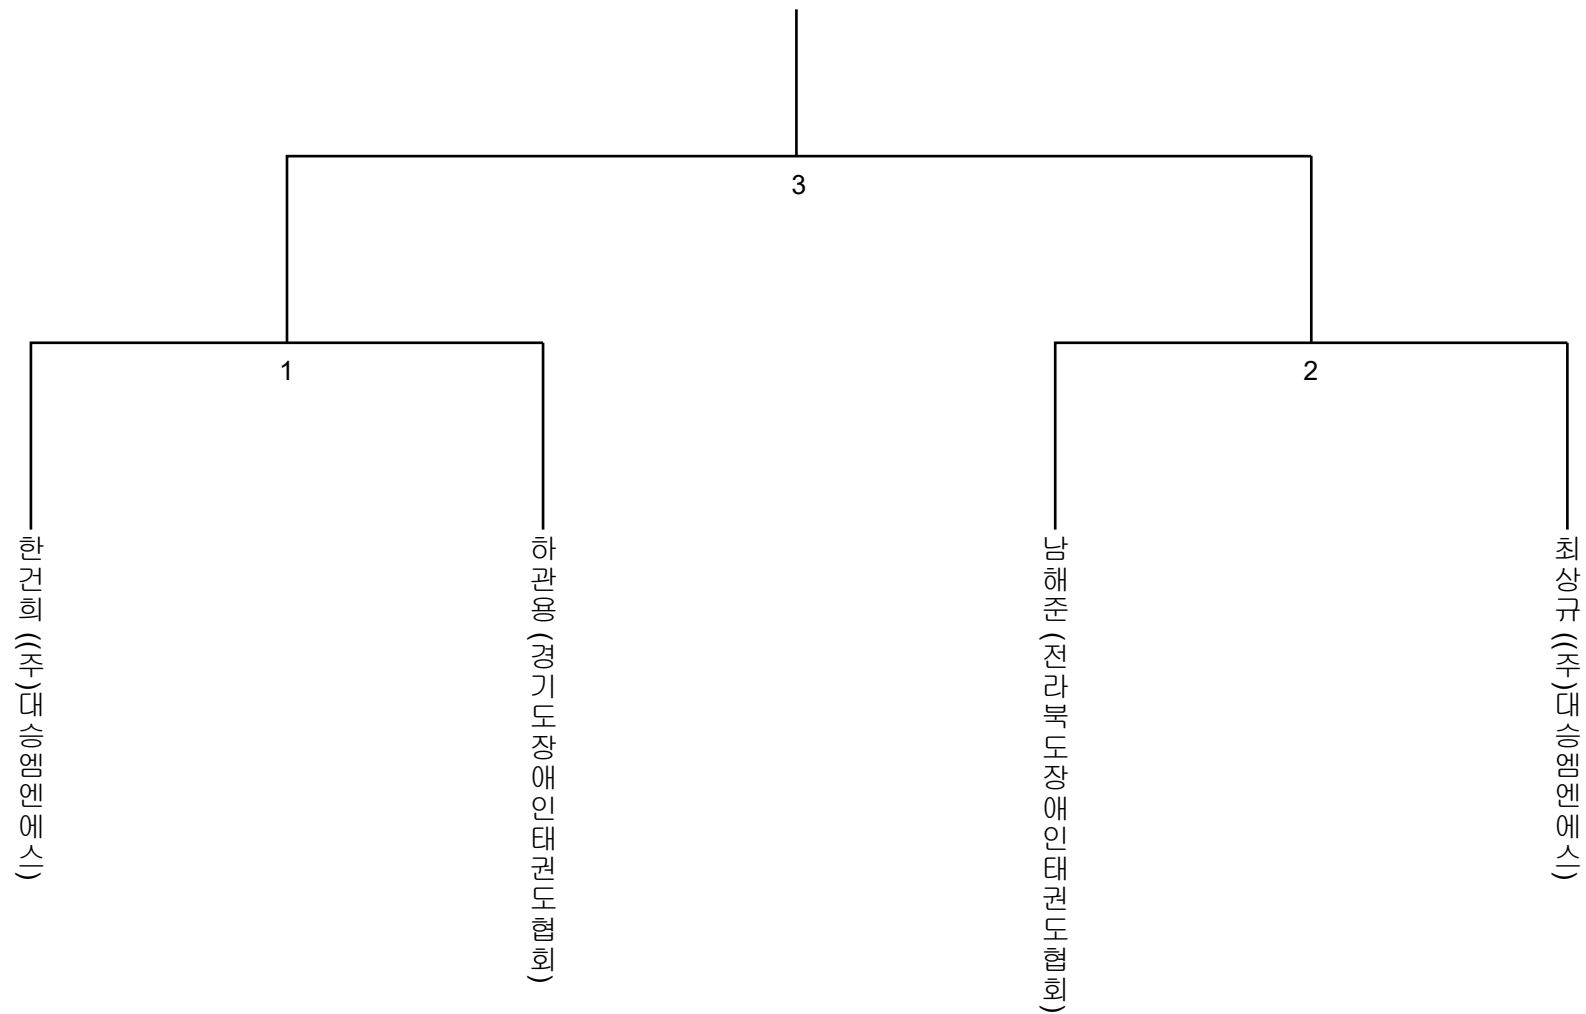 3
1
2
한건희 ((주)대승엠엔에스)
하관용 (경기도장애인태권도협회)
남해준 (전라북도장애인태권도협회)
최상규 ((주)대승엠엔에스)